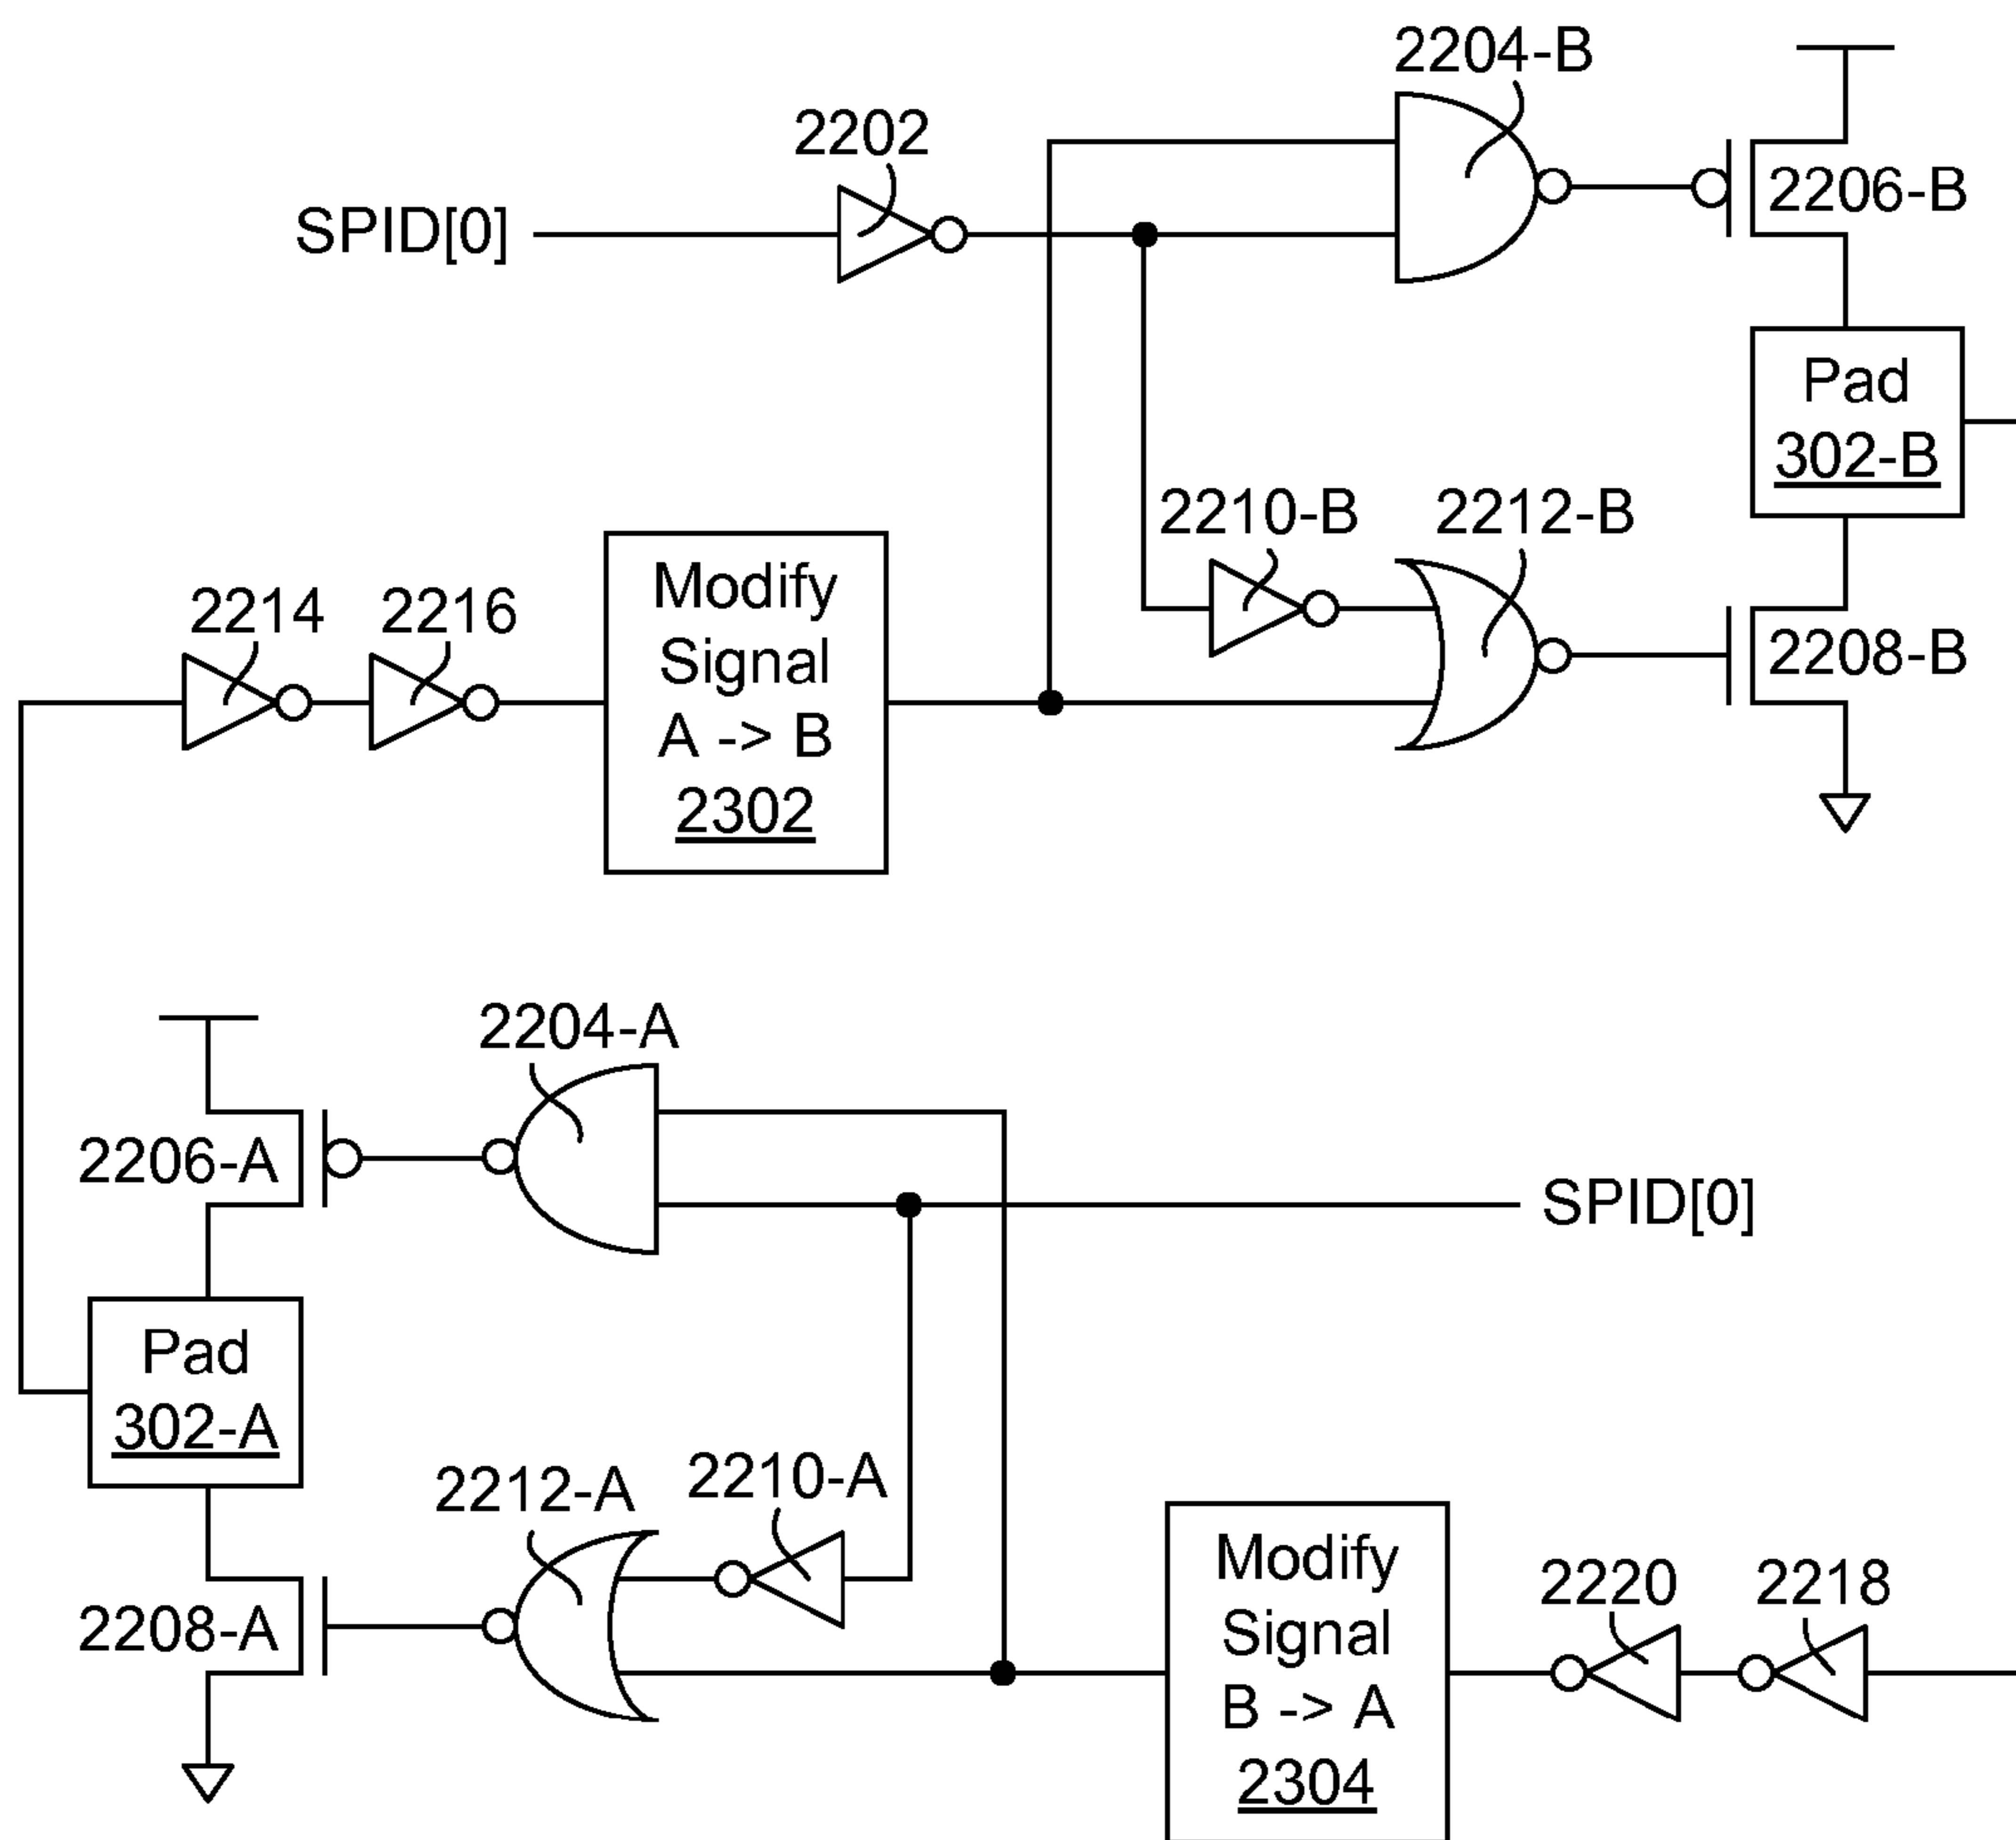 2204-B
2202
SPID[0]
2206-B
Pad
302-B
2210-B
2212-B
2214
2216
Modify
Signal
A -> B
2302
2208-B
2204-A
2206-A
SPID[0]
Pad
302-A
2212-A
2210-A
2208-A
Modify
Signal
B -> A
2304
2220
2218